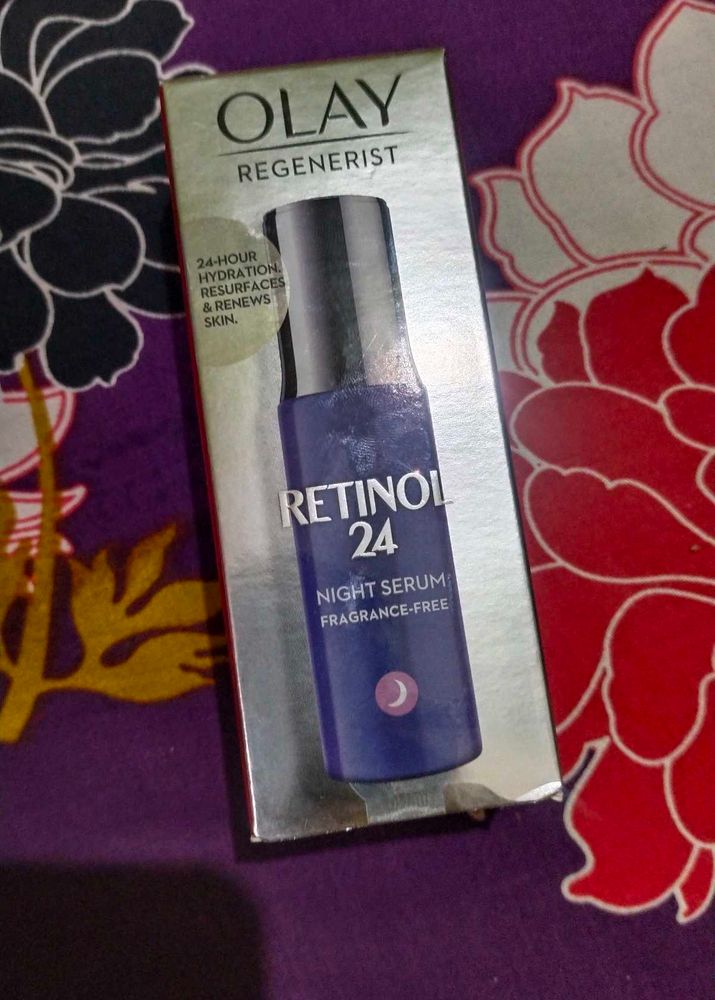 OLAY
REGENERIST
24-HOUR
HYDRATION.
RESURFACES
& RENEWS
SKIN.
RETINOL
24
NIGHT SERUM
FRAGRANCE-FREE